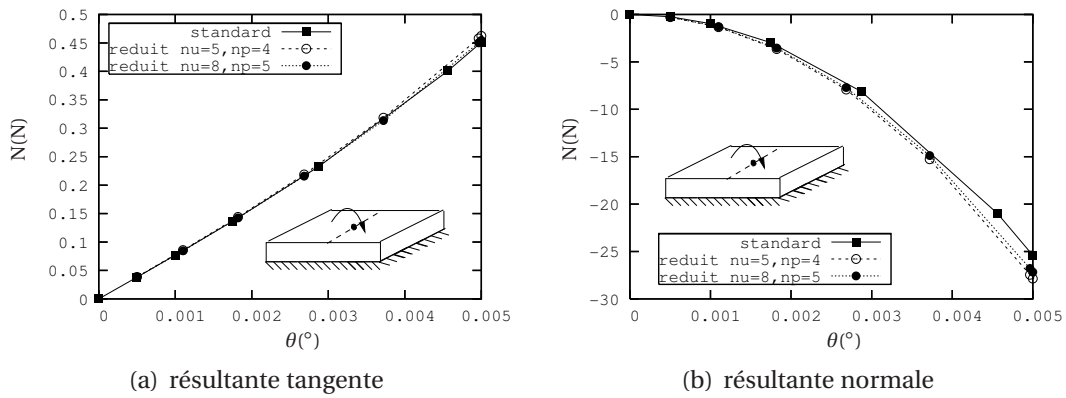 0.5
0.45
0.4
0.35
0.3
0.25
0.2
0.15
0.1
0.05
0
N(N)
standard
reduit nu=5,np=4
reduit nu=8,np=5
0 0.001 0.002 0.003 0.004 0.005
θ(°)
(a) résultante tangente
0
−5
−10
−15
−20
−25
−30
N(N)
standard
reduit nu=5,np=4
reduit nu=8,np=5
0 0.001 0.002 0.003 0.004 0.005
θ(°)
(b) résultante normale